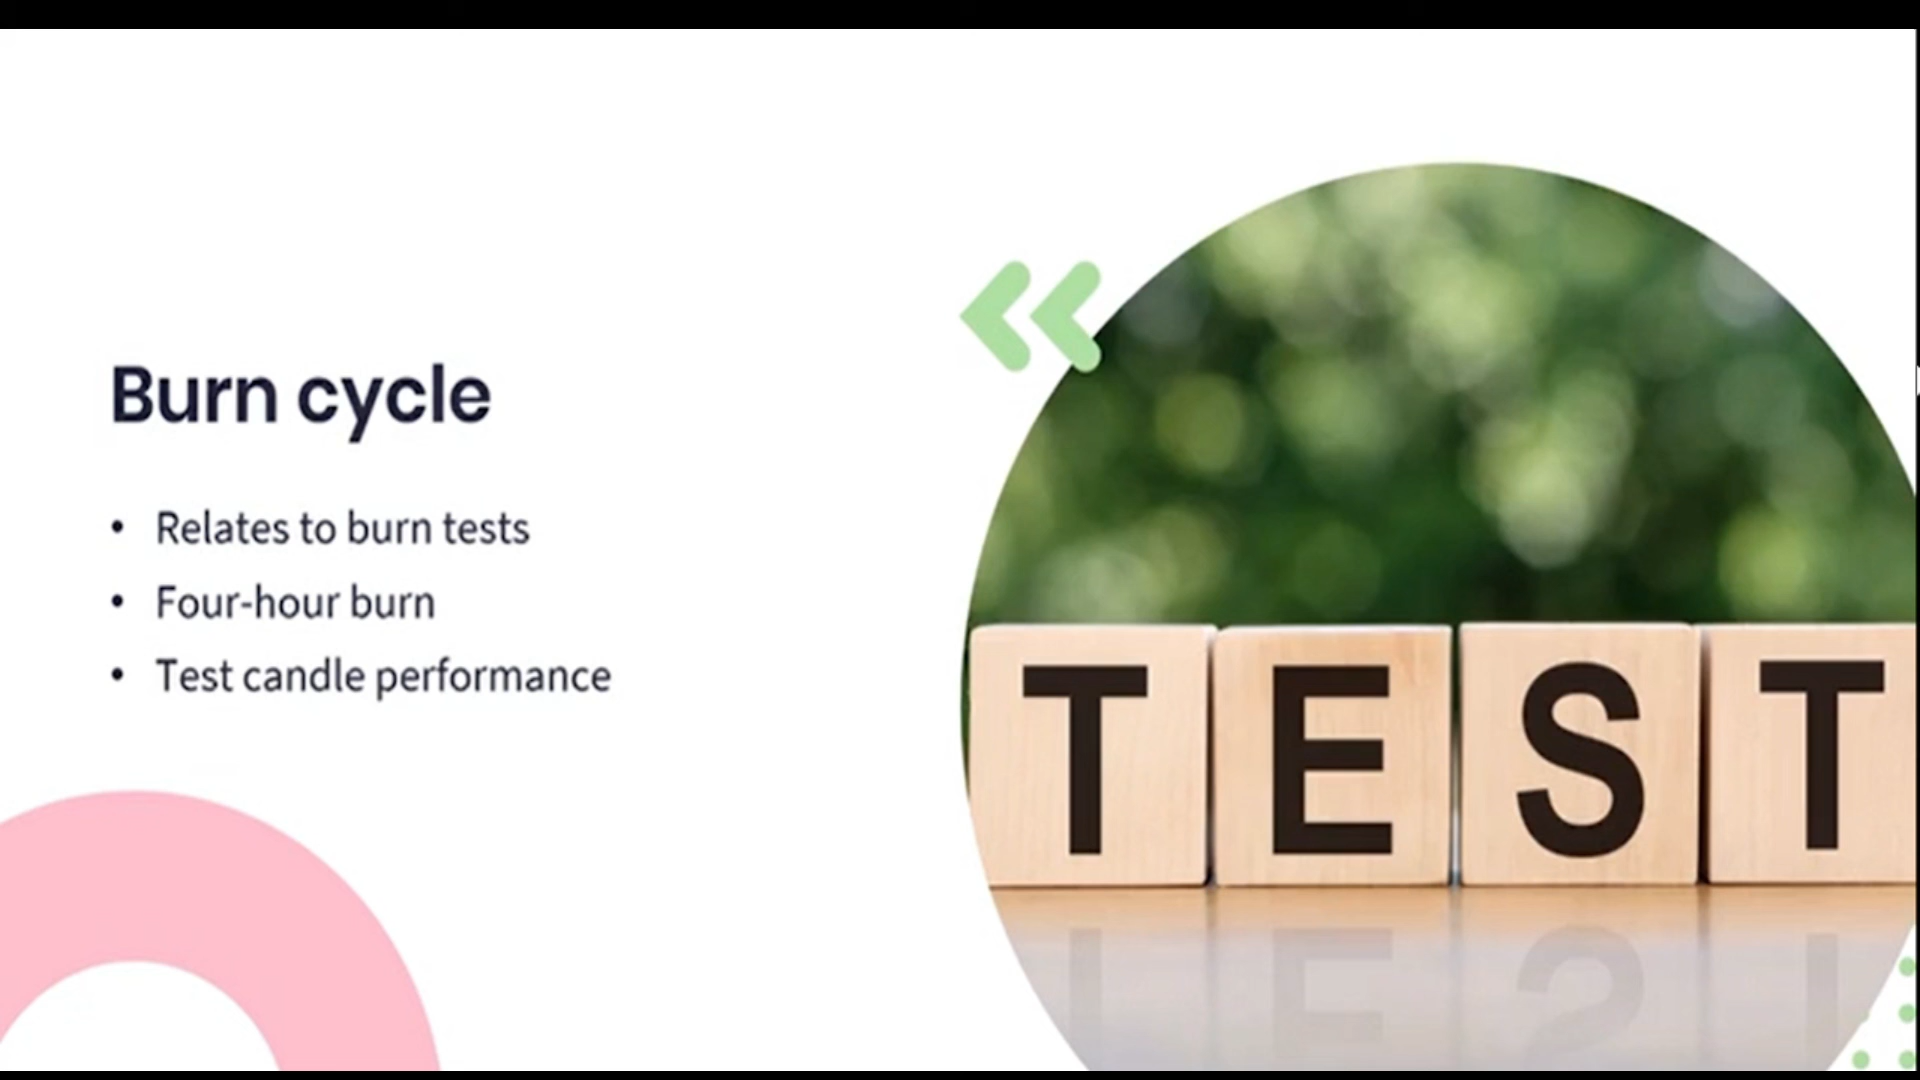 Burn cycle
• Relates to burn tests
• Four-hour burn
• Test candle performance
TEST